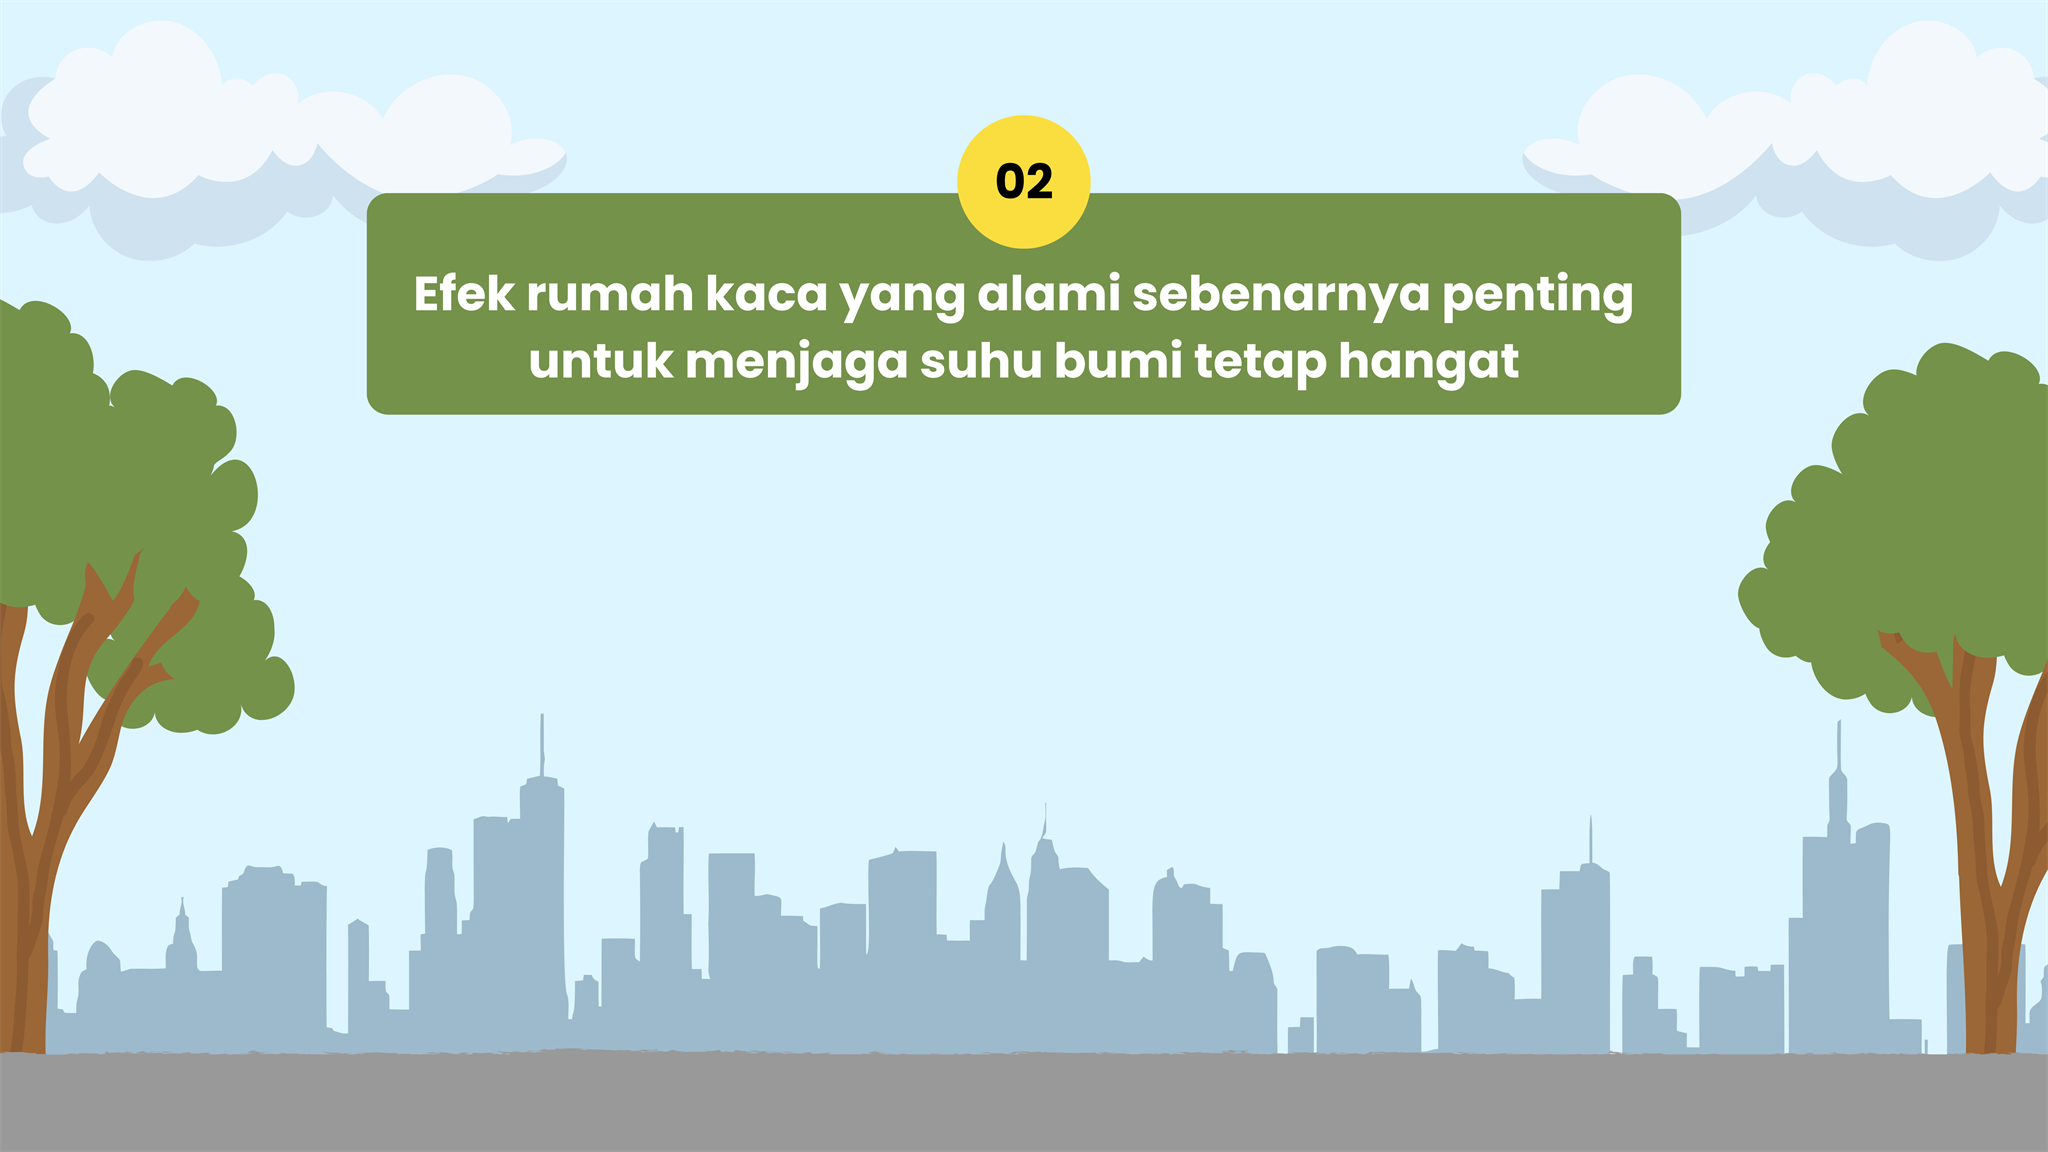 02
Efek rumah kaca yang alami sebenarnya penting
untuk menjaga suhu bumi tetap hangat